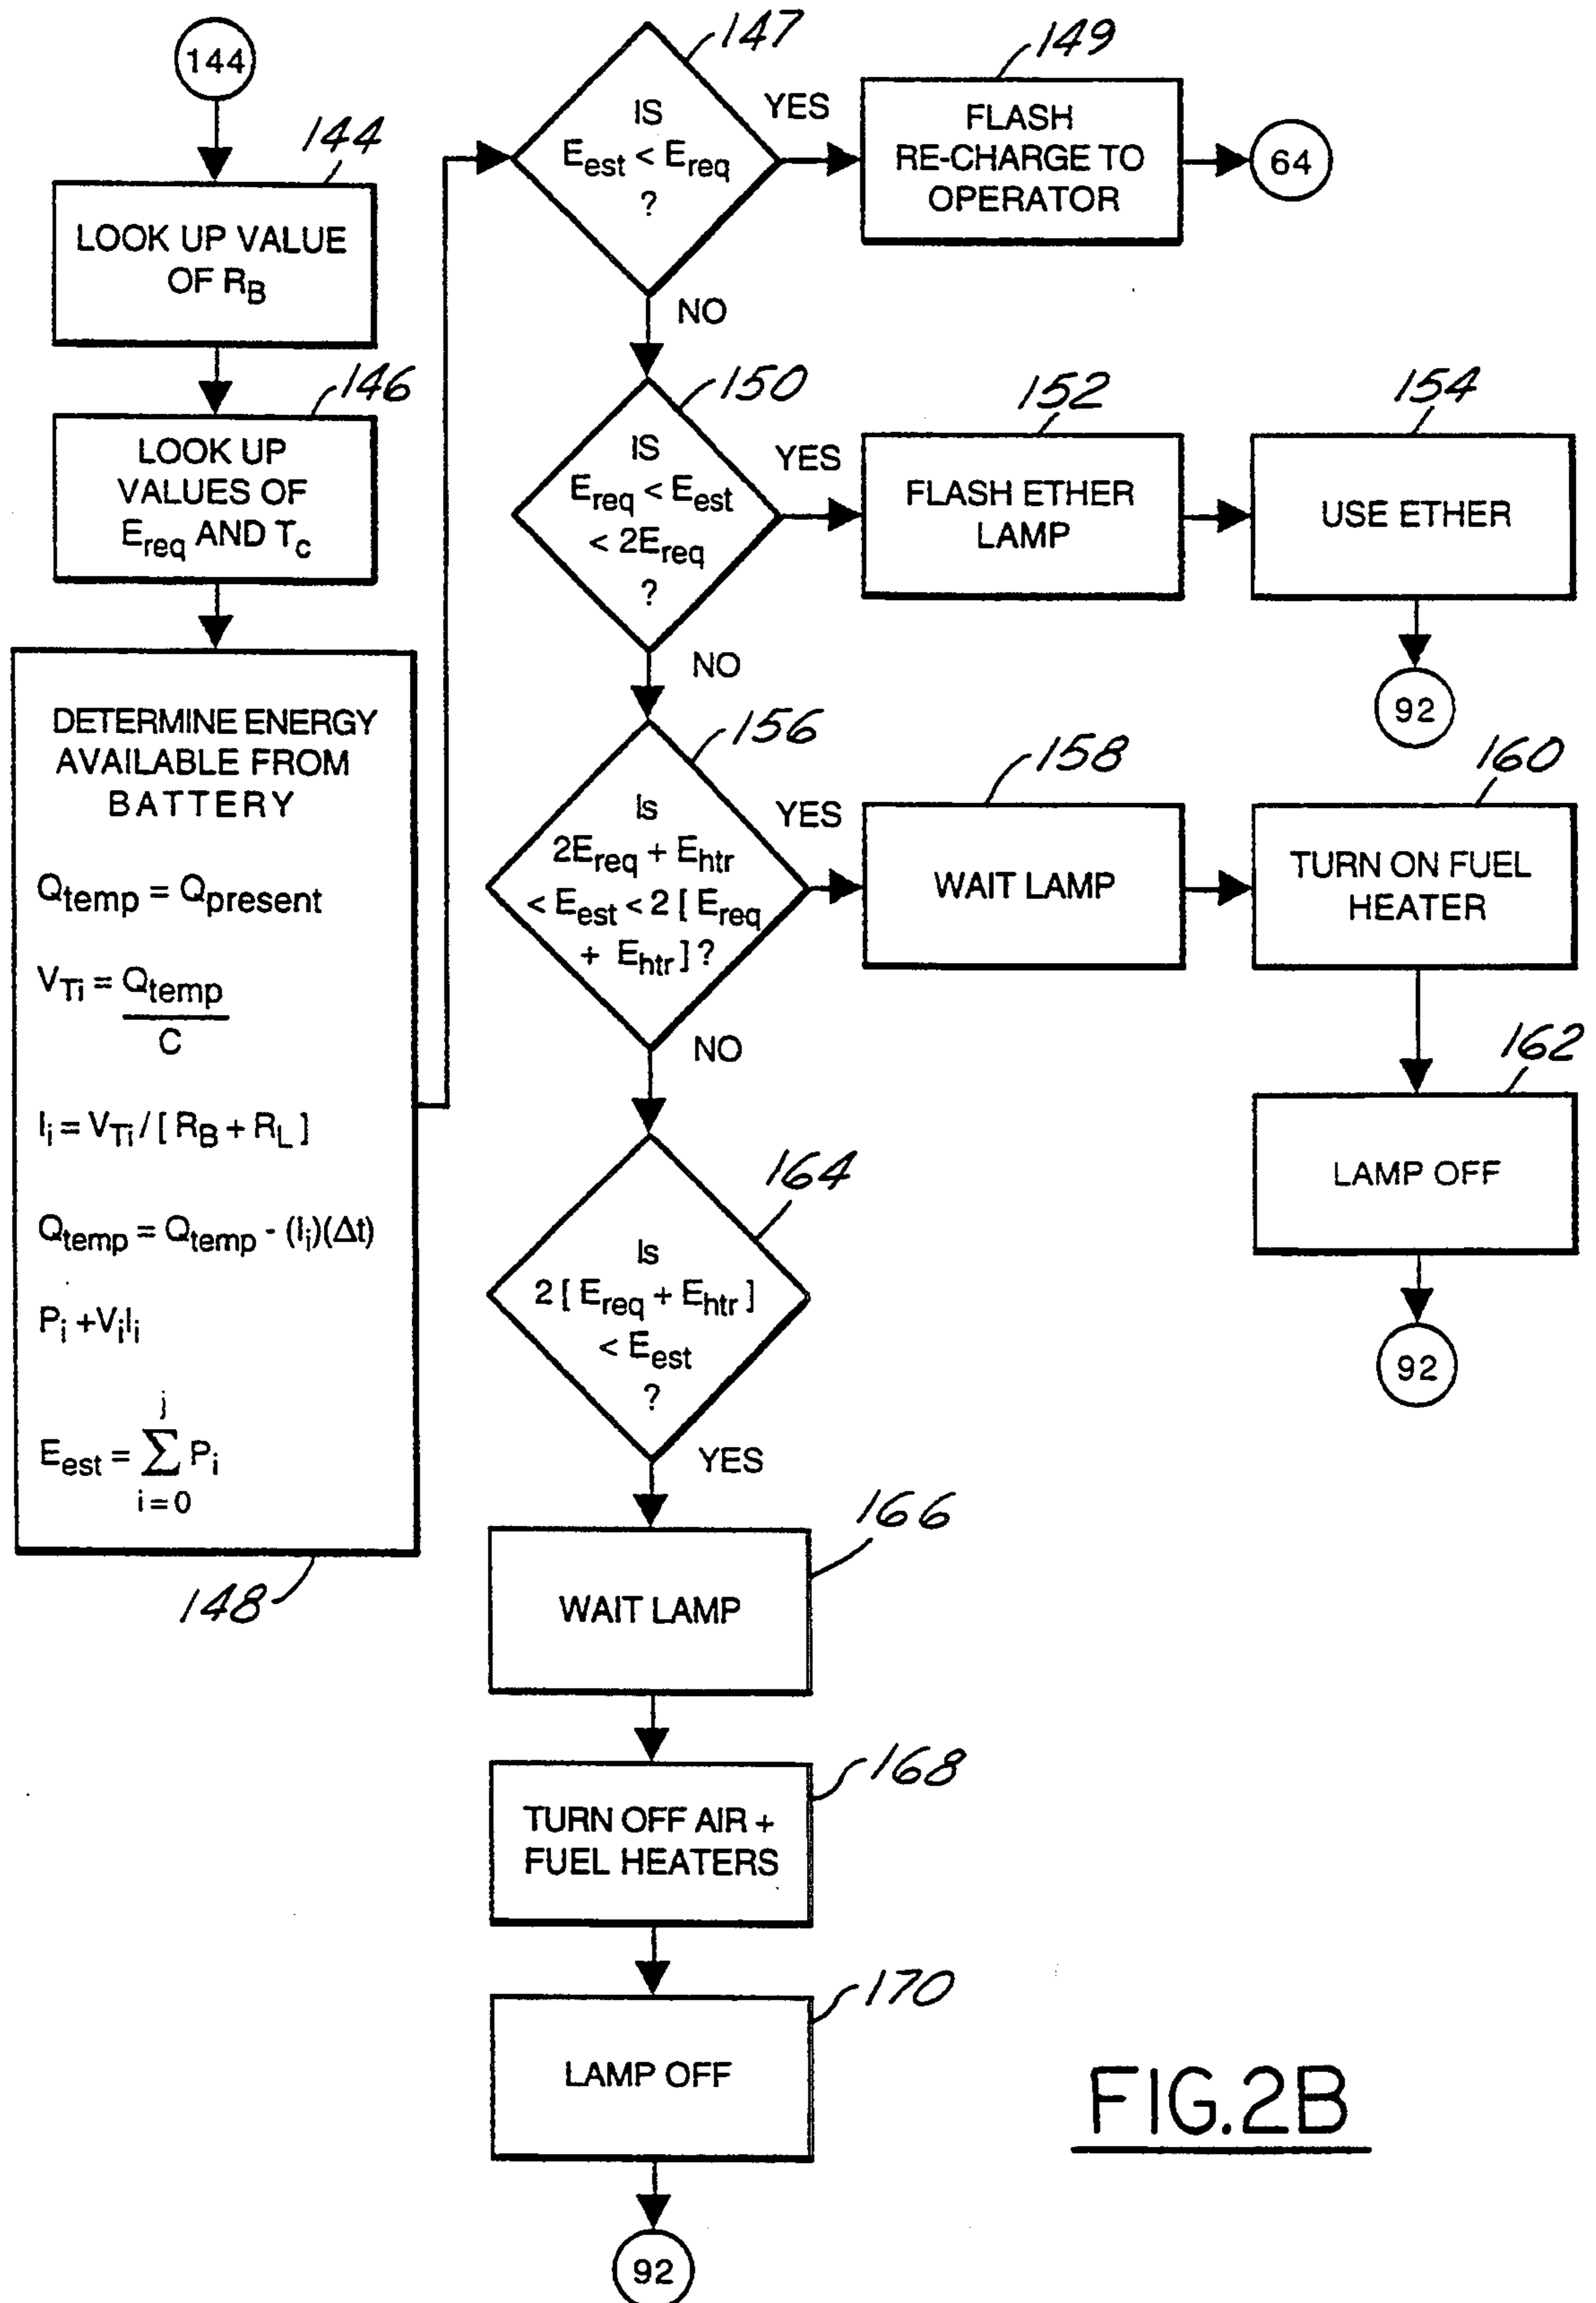 144
144
LOOK UP VALUE
OF R_B
146
LOOK UP
VALUES OF
E_req AND T_c
DETERMINE ENERGY
AVAILABLE FROM
BATTERY
Q_temp = Q_present
V_Ti = Q_temp
C
I_i = V_Ti / [ R_B + R_L ]
Q_temp = Q_temp - (I_i)(Δt)
P_i +V_iI_i
j
E_est = ∑ P_i
i = 0
148
147
IS
E_est < E_req
?
YES
149
FLASH
RE-CHARGE TO
OPERATOR
64
NO
150
IS
E_req < E_est
< 2E_req
?
YES
152
FLASH ETHER
LAMP
154
USE ETHER
92
NO
156
Is
2E_req + E_htr
< E_est < 2 [ E_req
+ E_htr ] ?
YES
158
WAIT LAMP
160
TURN ON FUEL
HEATER
162
LAMP OFF
92
NO
164
Is
2 [ E_req + E_htr ]
< E_est
?
YES
166
WAIT LAMP
168
TURN OFF AIR +
FUEL HEATERS
170
LAMP OFF
92
FIG.2B